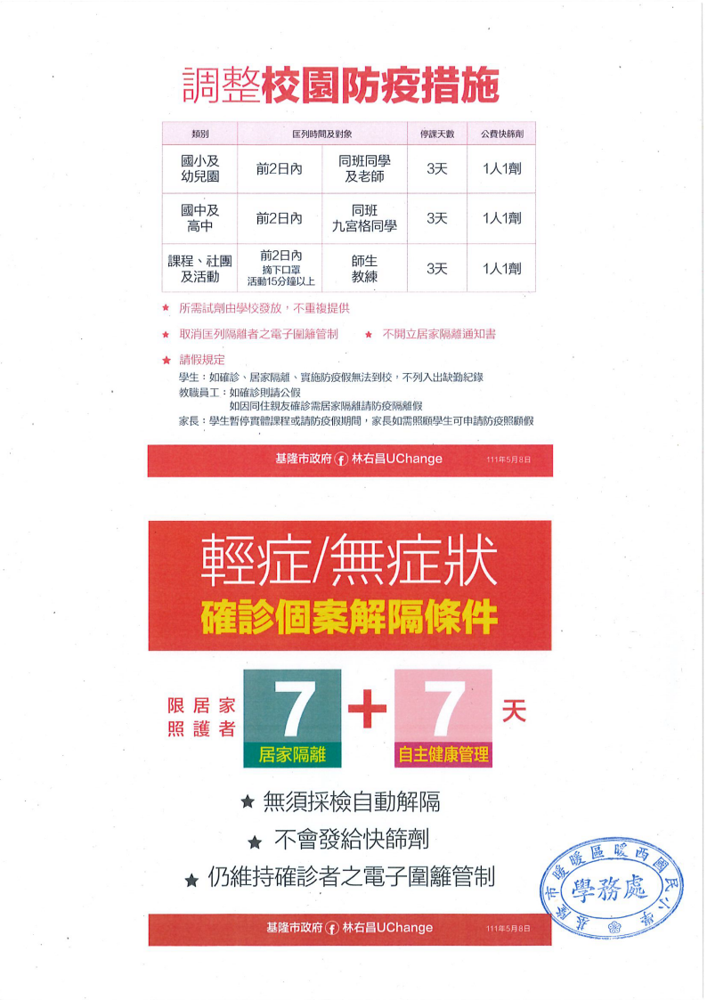 調整校園防疫措施
類別 匡列時間及對象 停課天數 公費快篩劑
國小及
幼兒園
前2日內
同班同學
及老師
3天
1人1劑
國中及
高中
前2日內
同班
九宮格同學
3天
1人1劑
課程、社團
及活動
前2日內
摘下口罩
活動15分鐘以上
師生
教練
3天
1人1劑
★ 所需試劑由學校發放，不重複提供
★ 取消匡列隔離者之電子圍籬管制 ★ 不開立居家隔離通知書
★ 請假規定
學生：如確診、居家隔離、實施防疫假無法到校，不列入出缺勤紀錄
教職員工：如確診則請公假
如因同住親友確診需居家隔離請防疫隔離假
家長：學生暫停實體課程或請防疫假期間，家長如需照顧學生可申請防疫照顧假
基隆市政府 f 林右昌UChange 111年5月8日
輕症/無症狀
確診個案解隔條件
限居家
照護者
7
居家隔離
+
7
自主健康管理
天
★ 無須採檢自動解隔
★ 不會發給快篩劑
★ 仍維持確診者之電子圍籬管制
基隆市暖暖區暖西國民小學
學務處
基隆市政府 f 林右昌UChange 111年5月8日